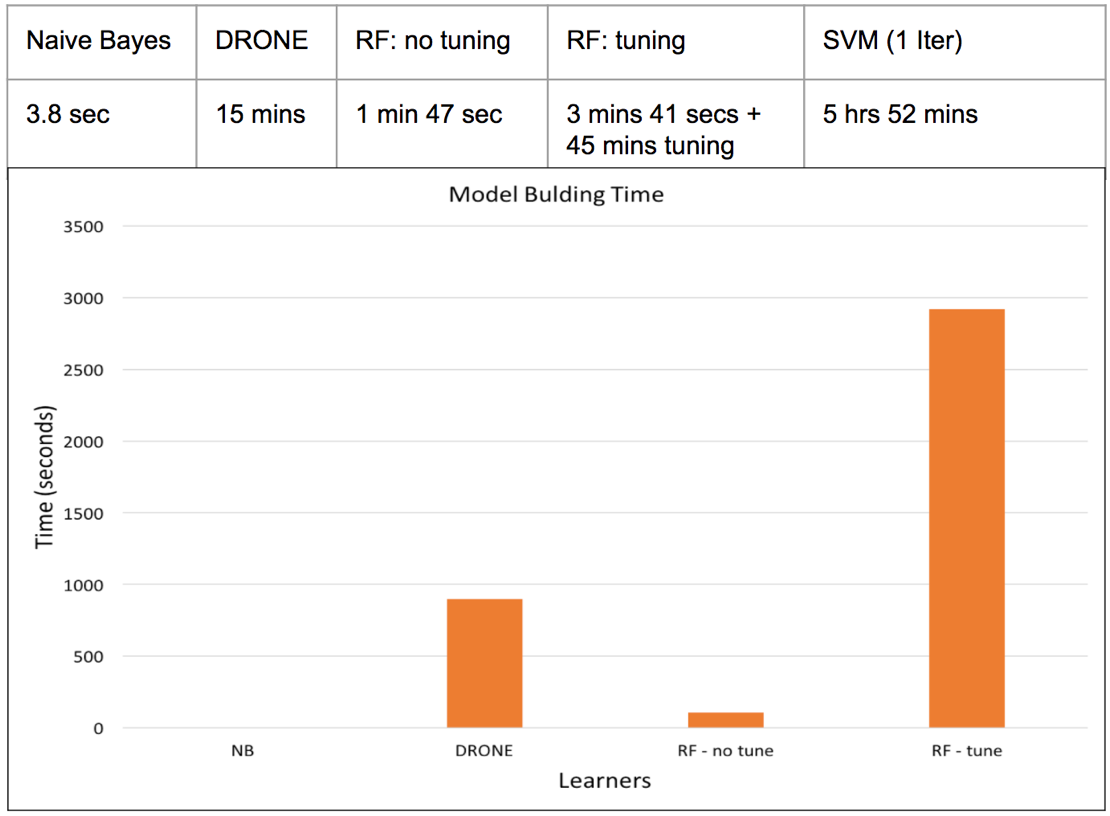 Naive Bayes DRONE RF: no tuning RF: tuning SVM (1 Iter)
3.8 sec 15 mins 1 min 47 sec 3 mins 41 secs + 5 hrs 52 mins
45 mins tuning
Model Bulding Time
3500
3000
2500
2000
1500
1000
500
0
Time (seconds)
NB DRONE RF - no tune RF - tune
Learners